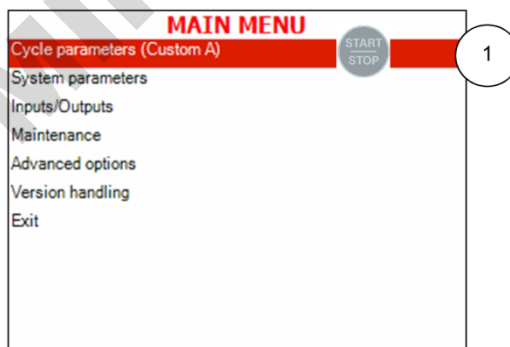 MAIN MENU
Cycle parameters (Custom A)
START
STOP
1
System parameters
Inputs/Outputs
Maintenance
Advanced options
Version handling
Exit